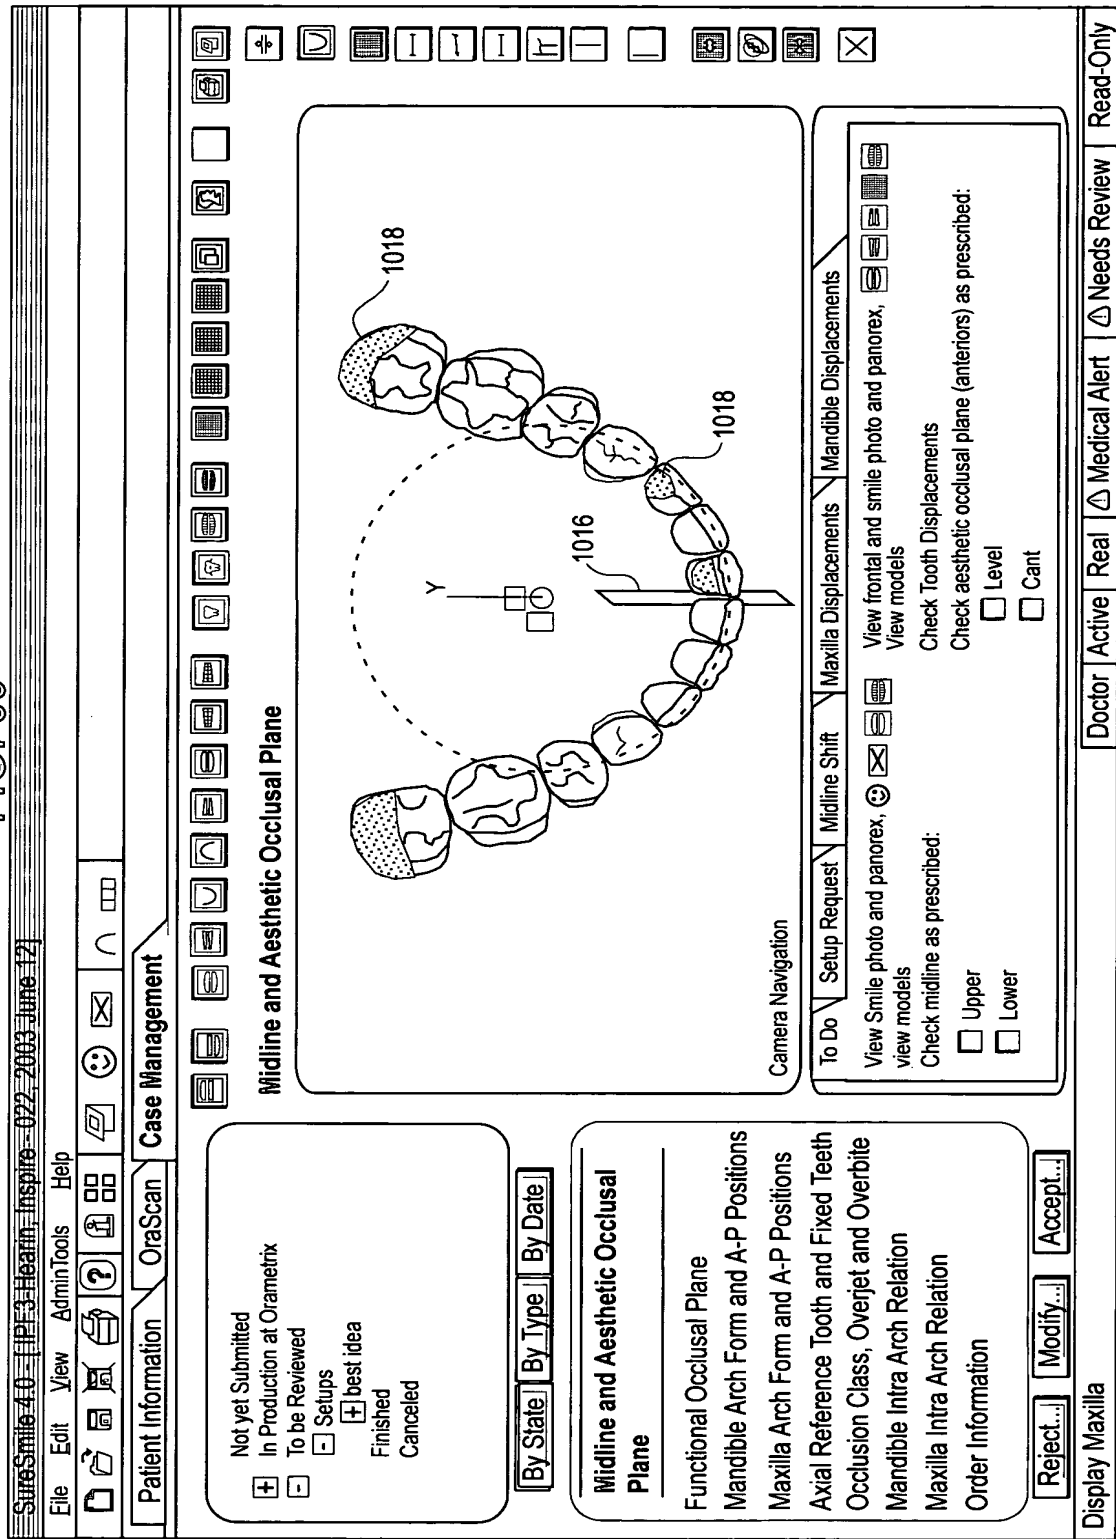 SureSmile 4.0 - [ IPF3 Hearin, Inspire - 022, 2003 June 12]
File Edit View AdminTools Help
Patient Information OraScan Case Management
Not yet Submitted
In Production at Orametrix
To be Reviewed
Setups
best idea
Finished
Canceled
By State By Type By Date
Midline and Aesthetic Occlusal
Plane
Functional Occlusal Plane
Mandible Arch Form and A-P Positions
Maxilla Arch Form and A-P Positions
Axial Reference Tooth and Fixed Teeth
Occlusion Class, Overjet and Overbite
Mandible Intra Arch Relation
Maxilla Intra Arch Relation
Order Information
Reject... Modify... Accept...
Midline and Aesthetic Occlusal Plane
Y
1016
1018
1018
Camera Navigation
To Do Setup Request Midline Shift Maxilla Displacements Mandible Displacements
View Smile photo and panorex,
view models
Check midline as prescribed:
Upper
Lower
View frontal and smile photo and panorex,
View models
Check Tooth Displacements
Check aesthetic occlusal plane (anteriors) as prescribed:
Level
Cant
Display Maxilla
Doctor Active Real Medical Alert Needs Review Read-Only